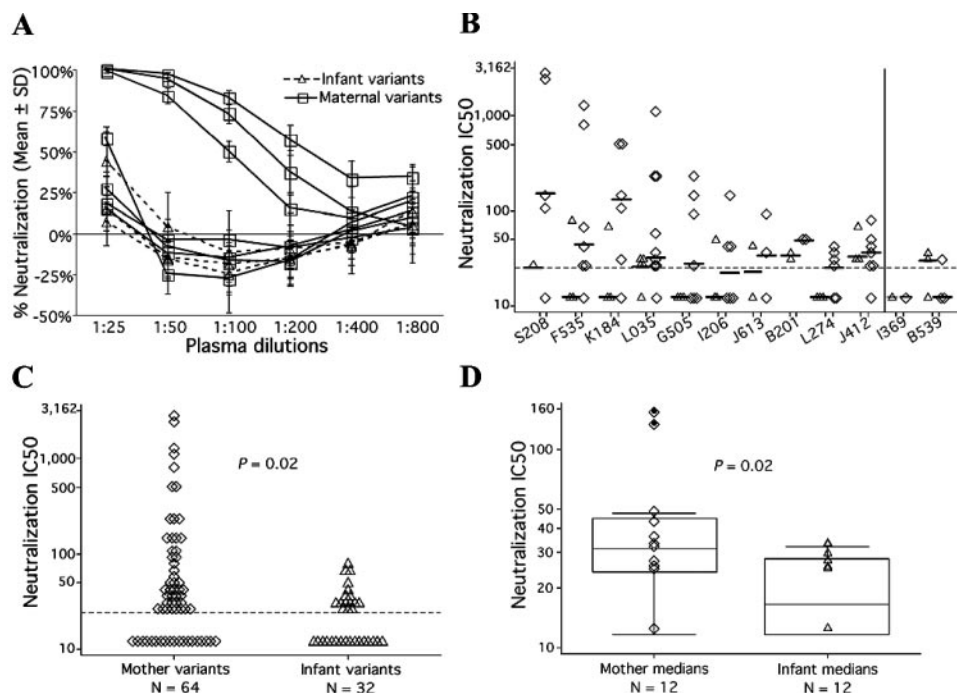 A
% Neutralization (Mean ± SD)
100%
75%
50%
25%
0%
-25%
-50%
Infant variants
Maternal variants
1:25 1:50 1:100 1:200 1:400 1:800
Plasma dilutions
B
Neutralization IC50
3,162
1,000
500
100
50
10
S208 F535 K184 L035 G505 I206 J613 B201 L274 J412 I369 B539
C
Neutralization IC50
3,162
1,000
500
100
50
10
P = 0.02
Mother variants Infant variants
N = 64 N = 32
D
Neutralization IC50
160
100
50
40
30
20
10
P = 0.02
Mother medians Infant medians
N = 12 N = 12